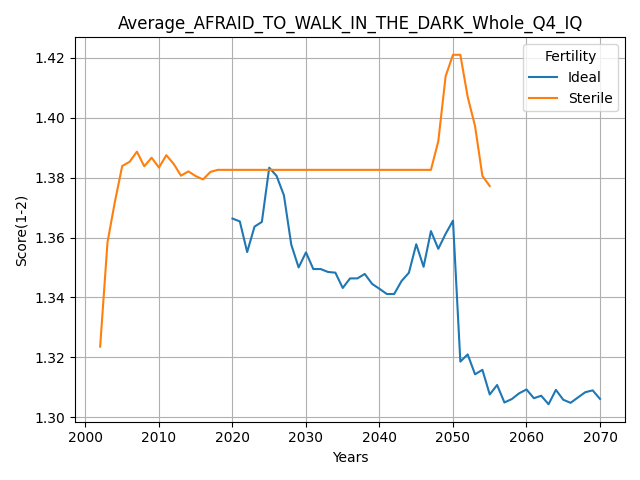 Average_AFRAID_TO_WALK_IN_THE_DARK_Whole_Q4_IQ
Fertility
Ideal
Sterile
Score(1-2)
1.42
1.40
1.38
1.36
1.34
1.32
1.30
2000 2010 2020 2030 2040 2050 2060 2070
Years